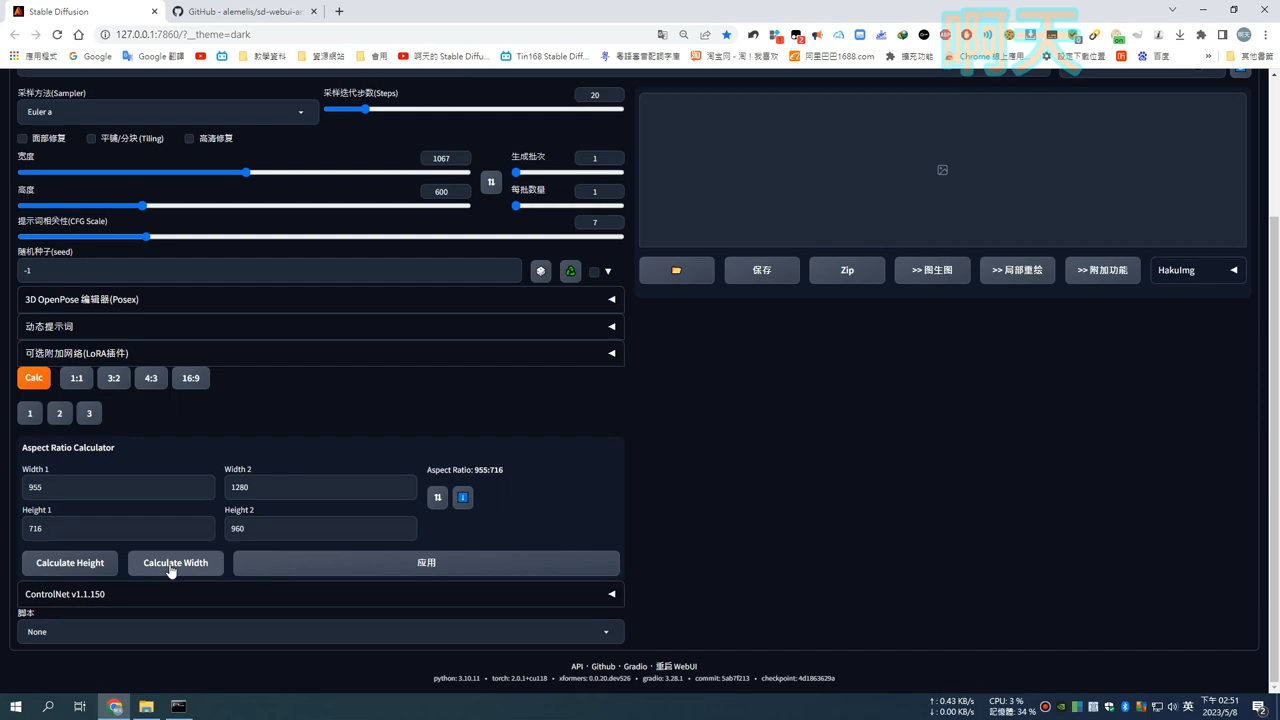 Stable Diffusion
GitHub - alemelis/sd-webui-ar
127.0.0.1:7860/?__theme=dark
啊天
應用程式
Google
Google 翻譯
教學資料
資源網站
會用
啊天的 Stable Diffu...
Tin168 Stable Diff...
粵語審音配詞字庫
淘宝网 - 淘！我喜欢
阿里巴巴1688.com
擴充功能
Chrome 線上應用...
設定下載位置
百度
其他書籤
采样方法(Sampler)
采样迭代步数(Steps)
20
Euler a
面部修复
平铺/分块 (Tiling)
高清修复
宽度
1067
生成批次
1
高度
600
每批数量
1
提示词相关性(CFG Scale)
7
随机种子(seed)
-1
保存
Zip
>> 图生图
>> 局部重绘
>> 附加功能
HakuImg
3D OpenPose 编辑器(Posex)
动态提示词
可选附加网络(LoRA插件)
Calc
1:1
3:2
4:3
16:9
1
2
3
Aspect Ratio Calculator
Width 1
Width 2
Aspect Ratio: 955:716
955
1280
Height 1
Height 2
716
960
Calculate Height
Calculate Width
应用
ControlNet v1.1.150
脚本
None
API · Github · Gradio · 重启 WebUI
python: 3.10.11 • torch: 2.0.1+cu118 • xformers: 0.0.20.dev526 • gradio: 3.28.1 • commit: 5ab7f213 • checkpoint: 4d1863629a
↑: 0.43 KB/s
↓: 0.00 KB/s
CPU: 3 %
記憶體: 34 %
英
下午 02:51
2023/5/8
2